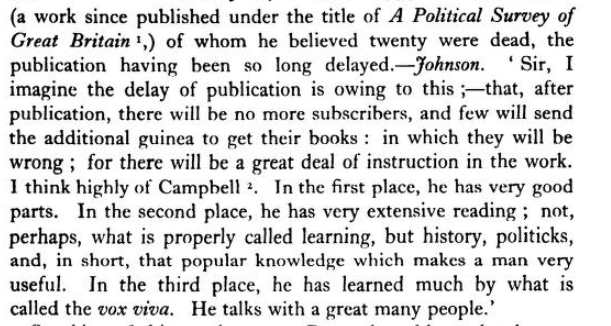 (a work since published under the title of A Political Survey of
Great Britain ¹,) of whom he believed twenty were dead, the
publication having been so long delayed.—Johnson. ‘ Sir, I
imagine the delay of publication is owing to this ;—that, after
publication, there will be no more subscribers, and few will send
the additional guinea to get their books : in which they will be
wrong ; for there will be a great deal of instruction in the work.
I think highly of Campbell ². In the first place, he has very good
parts. In the second place, he has very extensive reading ; not,
perhaps, what is properly called learning, but history, politicks,
and, in short, that popular knowledge which makes a man very
useful. In the third place, he has learned much by what is
called the vox viva. He talks with a great many people.’